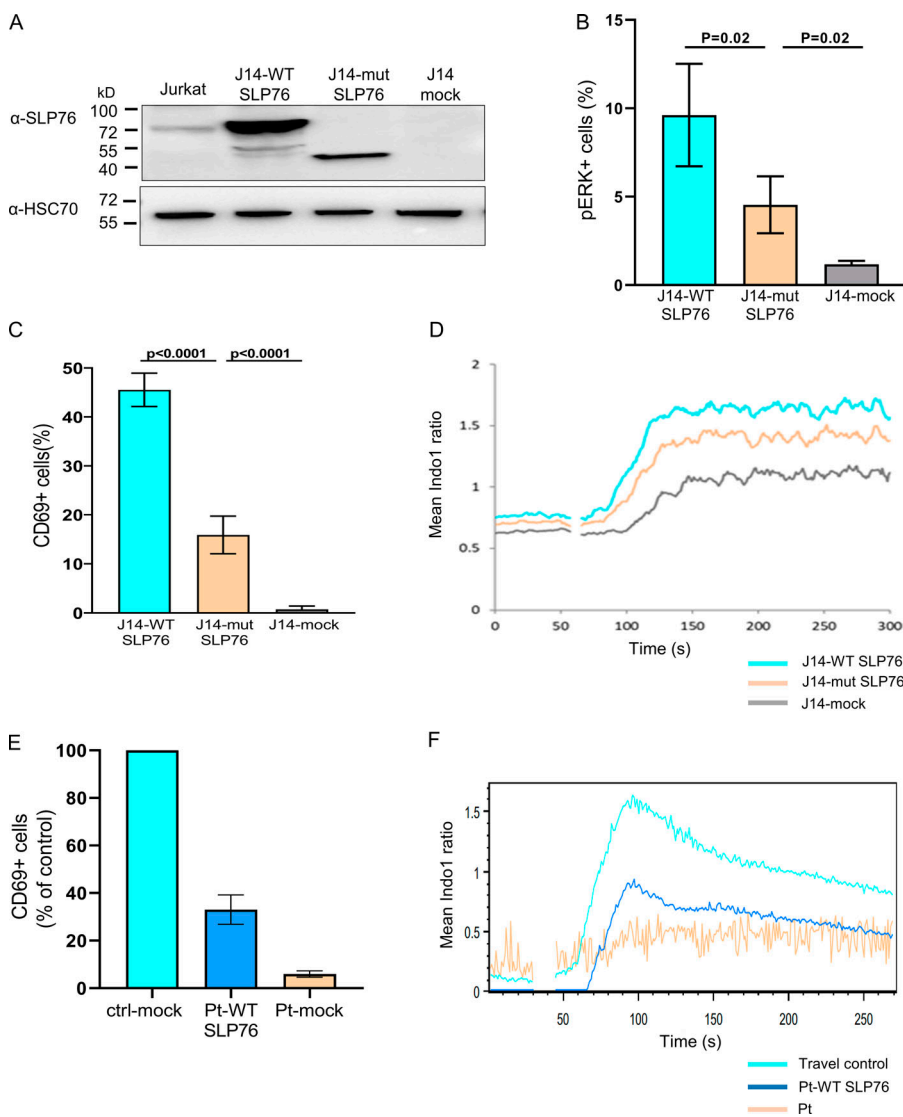 A
kD
Jurkat
J14-WT
SLP76
J14-mut
SLP76
J14
mock
α-SLP76
100
72
55
40
α-HSC70
72
55
B
P=0.02
P=0.02
pERK+ cells (%)
15
10
5
0
J14-WT
SLP76
J14-mut
SLP76
J14-mock
C
p<0.0001
p<0.0001
CD69+ cells(%)
50
40
30
20
10
0
J14-WT
SLP76
J14-mut
SLP76
J14-mock
D
Mean Indo1 ratio
2
1.5
1
0.5
0
0
50
100
150
200
250
300
Time (s)
J14-WT SLP76
J14-mut SLP76
J14-mock
E
CD69+ cells
(% of control)
100
80
60
40
20
0
ctrl-mock
Pt-WT
SLP76
Pt-mock
F
Mean Indo1 ratio
1.5
1
0.5
0
50
100
150
200
250
Time (s)
Travel control
Pt-WT SLP76
Pt